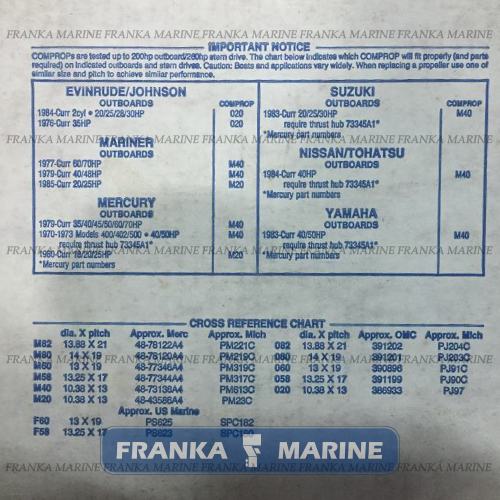 IMPORTANT NOTICE
COMPROPs are tested up to 200hp outboard/260hp stern drive. The chart below indicates which COMPROP will fit properly (and parts
required) on indicated outboards and stern drives. Caution: Boats and applications vary widely. When replacing a propeller use one of
similar size and pitch to achieve similar performance.
EVINRUDE/JOHNSON
OUTBOARDS COMPROP
1984-Curr 2cyl • 20/25/28/30HP 020
1976-Curr 35HP 020
MARINER
OUTBOARDS
1977-Curr 60/70HP M40
1979-Curr 40/48HP M40
1985-Curr 20/25HP M20
MERCURY
OUTBOARDS
1979-Curr 35/40/45/50/60/70HP M40
1970-1973 Models 400/402/500 • 40/50HP M40
require thrust hub 73345A1*
1980-Curr 18/20/25HP M20
*Mercury part numbers
SUZUKI
OUTBOARDS COMPROP
1983-Curr 20/25/30HP M40
require thrust hub 73345A1*
*Mercury part numbers
NISSAN/TOHATSU
OUTBOARDS
1984-Curr 40HP M40
require thrust hub 73345A1*
*Mercury part numbers
YAMAHA
OUTBOARDS
1983-Curr 40/50HP M40
require thrust hub 73345A1*
*Mercury part numbers
CROSS REFERENCE CHART
dia. X pitch Approx. Merc Approx. Mich dia. X pitch Approx. OMC Approx. Mich
M82 13.88 X 21 48-78122A4 PM221C 082 13.88 X 21 391202 PJ204C
M80 14 X 19 48-78120A4 PM219C 080 14 X 19 391201 PJ203C
M60 13 X 19 48-77346A4 PM319C 060 13 X 19 390896 PJ91C
M58 13.25 X 17 48-77344A4 PM317C 058 13.25 X 17 391199 PJ90C
M40 10.38 X 13 48-73136A4 PM613C 020 10.38 X 13 386933 PJ97
M20 10.38 X 13 48-43586A4 PM23C
Approx. US Marine
F60 13 X 19 PS625 SPC182
F58 13.25 X 17 PS623
FRANKA MARINE